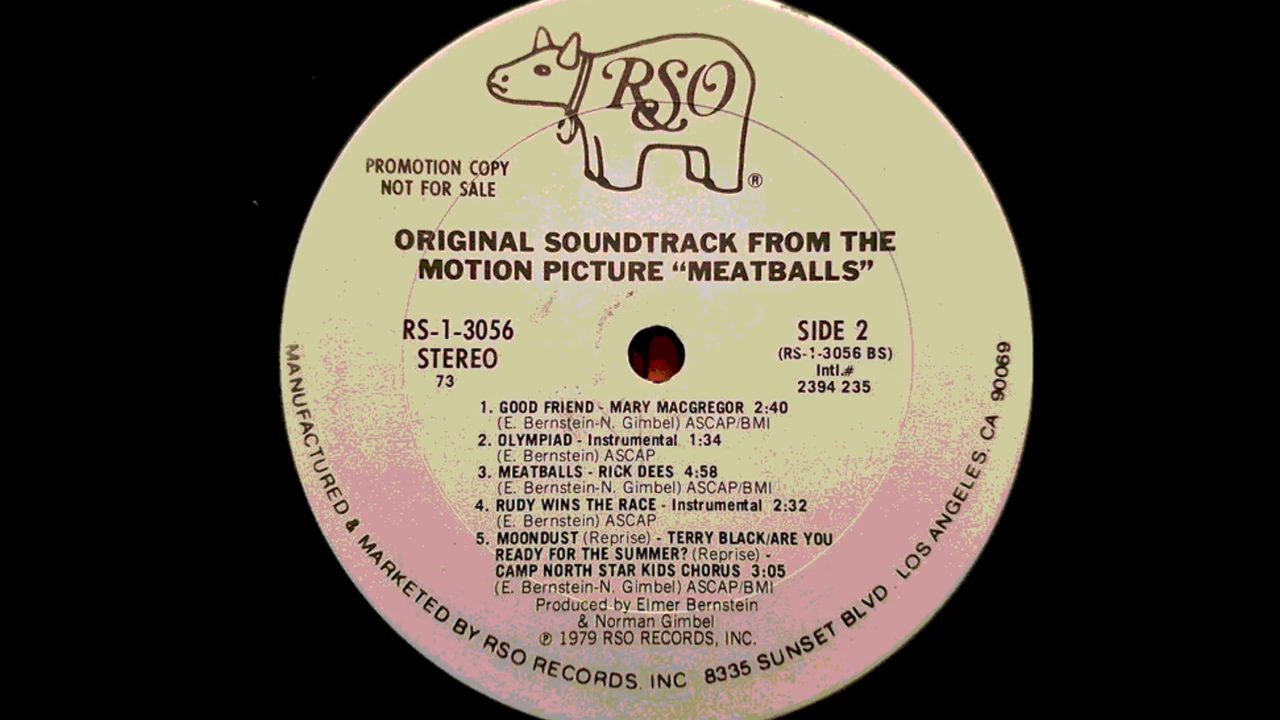 RSO
®
PROMOTION COPY
NOT FOR SALE
ORIGINAL SOUNDTRACK FROM THE
MOTION PICTURE “MEATBALLS”
RS-1-3056
STEREO
73
SIDE 2
(RS-1-3056 BS)
Intl.#
2394 235
1. GOOD FRIEND - MARY MACGREGOR 2:40
(E. Bernstein-N. Gimbel) ASCAP/BMI
2. OLYMPIAD - Instrumental 1:34
(E. Bernstein) ASCAP
3. MEATBALLS - RICK DEES 4:58
(E. Bernstein-N. Gimbel) ASCAP/BMI
4. RUDY WINS THE RACE - Instrumental 2:32
(E. Bernstein) ASCAP
5. MOONDUST (Reprise) - TERRY BLACK/ARE YOU
READY FOR THE SUMMER? (Reprise) -
CAMP NORTH STAR KIDS CHORUS 3:05
(E. Bernstein-N. Gimbel) ASCAP/BMI
Produced by Elmer Bernstein
& Norman Gimbel
℗ 1979 RSO RECORDS, INC.
MANUFACTURED & MARKETED BY RSO RECORDS, INC 8335 SUNSET BLVD. LOS ANGELES, CA 90069